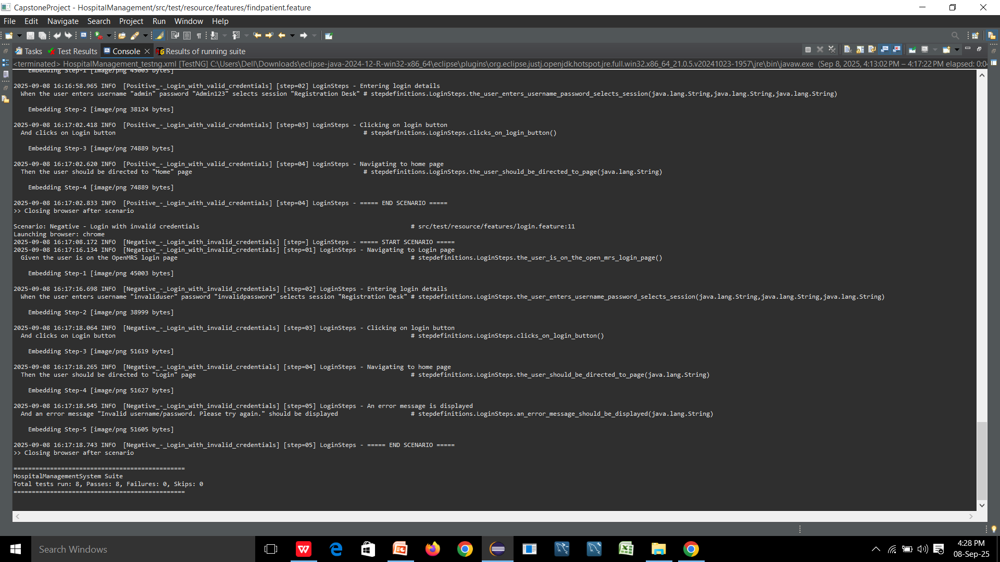 CapstoneProject - HospitalManagement/src/test/resource/features/findpatient.feature
File Edit Navigate Search Project Run Window Help
Tasks Test Results Console Results of running suite
<terminated> HospitalManagement_testng.xml [TestNG] C:\Users\Dell\Downloads\eclipse-java-2024-12-R-win32-x86_64\eclipse\plugins\org.eclipse.justj.openjdk.hotspot.jre.full.win32.x86_64_21.0.5.v20241023-1957\jre\bin\javaw.exe (Sep 8, 2025, 4:13:02 PM – 4:17:22 PM elapsed: 0:04
Embedding Step-1 [image/png 45003 bytes]
2025-09-08 16:16:58.965 INFO [Positive_-_Login_with_valid_credentials] [step=02] LoginSteps - Entering login details
When the user enters username "admin" password "Admin123" selects session "Registration Desk" # stepdefinitions.LoginSteps.the_user_enters_username_password_selects_session(java.lang.String,java.lang.String,java.lang.String)
Embedding Step-2 [image/png 38124 bytes]
2025-09-08 16:17:02.418 INFO [Positive_-_Login_with_valid_credentials] [step=03] LoginSteps - Clicking on login button
And clicks on Login button # stepdefinitions.LoginSteps.clicks_on_login_button()
Embedding Step-3 [image/png 74889 bytes]
2025-09-08 16:17:02.620 INFO [Positive_-_Login_with_valid_credentials] [step=04] LoginSteps - Navigating to home page
Then the user should be directed to "Home" page # stepdefinitions.LoginSteps.the_user_should_be_directed_to_page(java.lang.String)
Embedding Step-4 [image/png 74889 bytes]
2025-09-08 16:17:02.833 INFO [Positive_-_Login_with_valid_credentials] [step=04] LoginSteps - ===== END SCENARIO =====
>> Closing browser after scenario
Scenario: Negative - Login with invalid credentials # src/test/resource/features/login.feature:11
Launching browser: chrome
2025-09-08 16:17:08.172 INFO [Negative_-_Login_with_invalid_credentials] [step=] LoginSteps - ===== START SCENARIO =====
2025-09-08 16:17:16.134 INFO [Negative_-_Login_with_invalid_credentials] [step=01] LoginSteps - Navigating to Login page
Given the user is on the OpenMRS login page # stepdefinitions.LoginSteps.the_user_is_on_the_open_mrs_login_page()
Embedding Step-1 [image/png 45003 bytes]
2025-09-08 16:17:16.698 INFO [Negative_-_Login_with_invalid_credentials] [step=02] LoginSteps - Entering login details
When the user enters username "invaliduser" password "invalidpassword" selects session "Registration Desk" # stepdefinitions.LoginSteps.the_user_enters_username_password_selects_session(java.lang.String,java.lang.String,java.lang.String)
Embedding Step-2 [image/png 38999 bytes]
2025-09-08 16:17:18.064 INFO [Negative_-_Login_with_invalid_credentials] [step=03] LoginSteps - Clicking on login button
And clicks on Login button # stepdefinitions.LoginSteps.clicks_on_login_button()
Embedding Step-3 [image/png 51619 bytes]
2025-09-08 16:17:18.265 INFO [Negative_-_Login_with_invalid_credentials] [step=04] LoginSteps - Navigating to home page
Then the user should be directed to "Login" page # stepdefinitions.LoginSteps.the_user_should_be_directed_to_page(java.lang.String)
Embedding Step-4 [image/png 51627 bytes]
2025-09-08 16:17:18.545 INFO [Negative_-_Login_with_invalid_credentials] [step=05] LoginSteps - An error message is displayed
And an error message "Invalid username/password. Please try again." should be displayed # stepdefinitions.LoginSteps.an_error_message_should_be_displayed(java.lang.String)
Embedding Step-5 [image/png 51605 bytes]
2025-09-08 16:17:18.743 INFO [Negative_-_Login_with_invalid_credentials] [step=05] LoginSteps - ===== END SCENARIO =====
>> Closing browser after scenario
===============================================
HospitalManagementSystem Suite
Total tests run: 8, Passes: 8, Failures: 0, Skips: 0
===============================================
Search Windows
4:28 PM
08-Sep-25